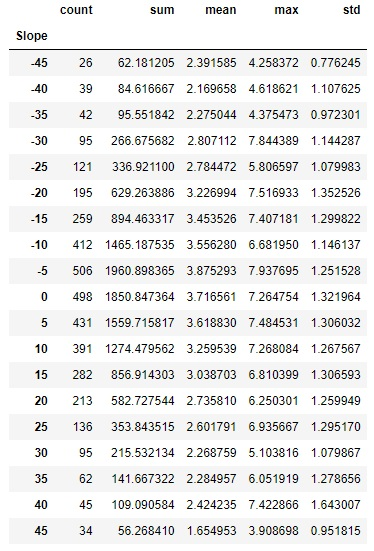 count sum mean max std
Slope
-45 26 62.181205 2.391585 4.258372 0.776245
-40 39 84.616667 2.169658 4.618621 1.107625
-35 42 95.551842 2.275044 4.375473 0.972301
-30 95 266.675682 2.807112 7.844389 1.144287
-25 121 336.921100 2.784472 5.806597 1.079983
-20 195 629.263886 3.226994 7.516933 1.352526
-15 259 894.463317 3.453526 7.407181 1.299822
-10 412 1465.187535 3.556280 6.681950 1.146137
-5 506 1960.898365 3.875293 7.937695 1.251528
0 498 1850.847364 3.716561 7.264754 1.321964
5 431 1559.715817 3.618830 7.484531 1.306032
10 391 1274.479562 3.259539 7.268084 1.267567
15 282 856.914303 3.038703 6.810399 1.306593
20 213 582.727544 2.735810 6.250301 1.259949
25 136 353.843515 2.601791 6.935667 1.295170
30 95 215.532134 2.268759 5.103816 1.079867
35 62 141.667322 2.284957 6.051919 1.278656
40 45 109.090584 2.424235 7.422866 1.643007
45 34 56.268410 1.654953 3.908698 0.951815